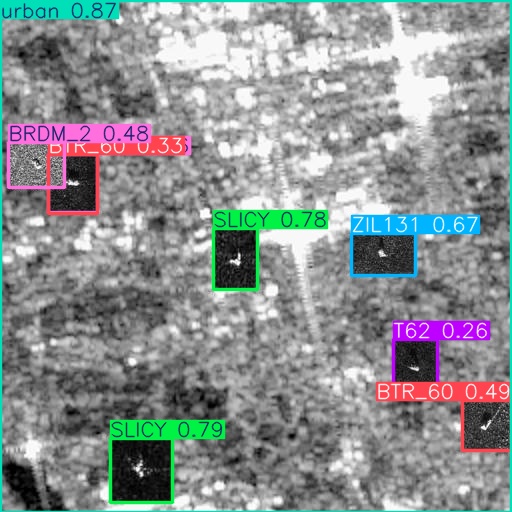 urban 0.87
BRDM_2 0.48
BTR_60 0.33
SLICY 0.78
ZIL131 0.67
T62 0.26
BTR_60 0.49
SLICY 0.79